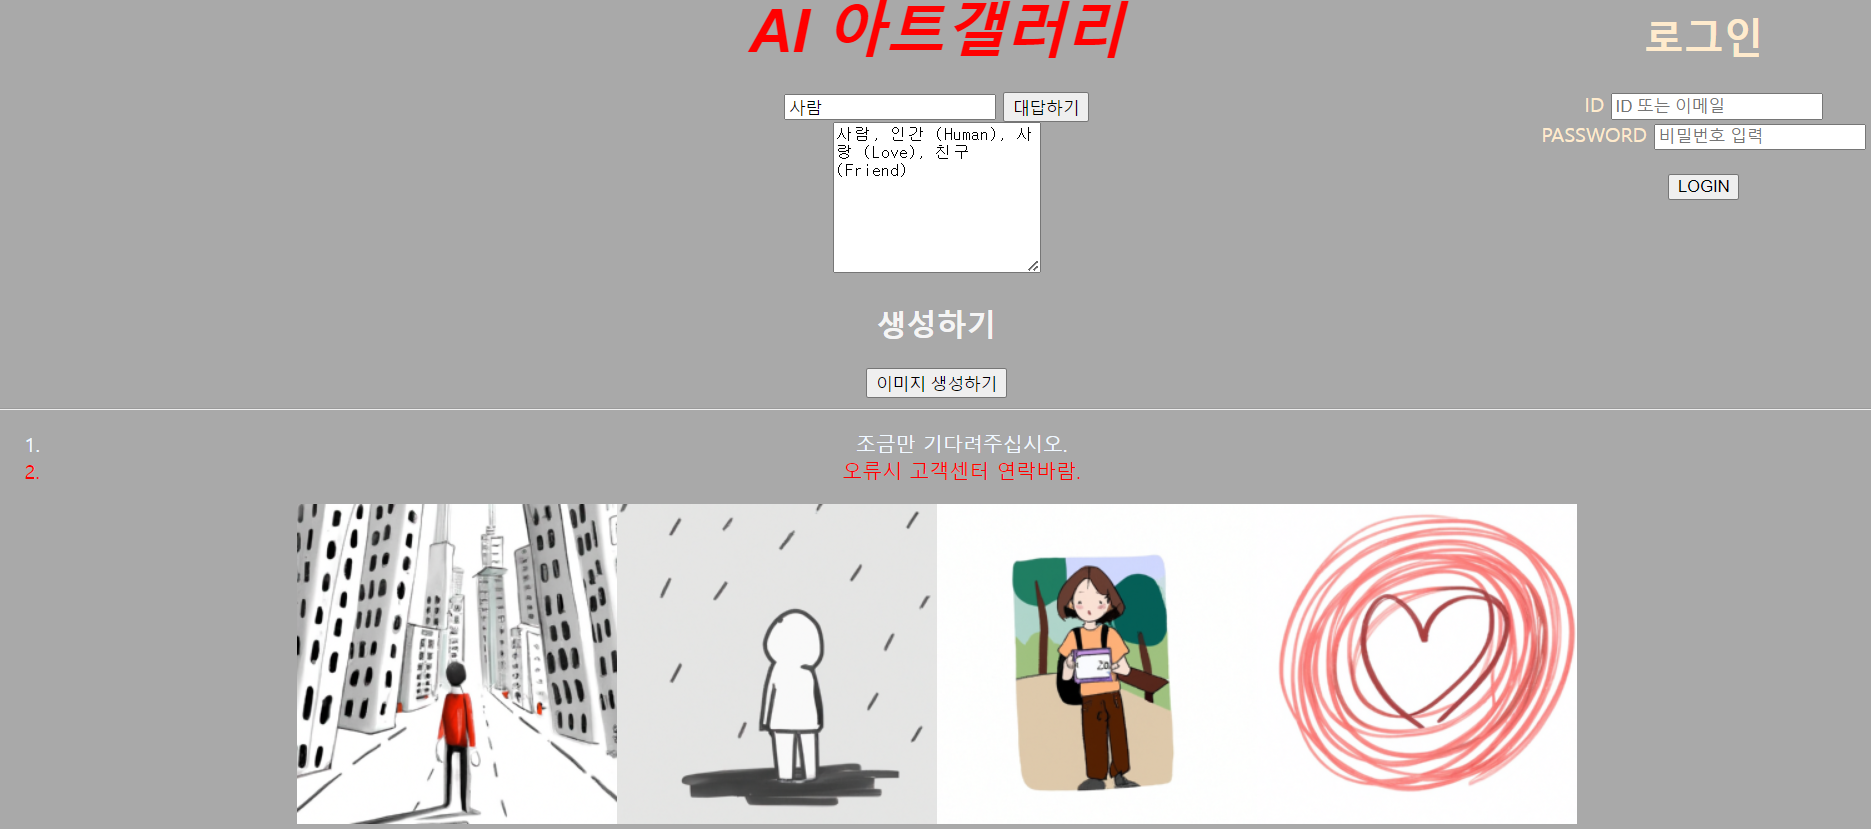 AI 아트갤러리
로그인
사람 대답하기
사람, 인간 (Human), 사
랑 (Love), 친구
(Friend)
ID ID 또는 이메일
PASSWORD 비밀번호 입력
LOGIN
생성하기
이미지 생성하기
1. 조금만 기다려주십시오.
2. 오류시 고객센터 연락바람.